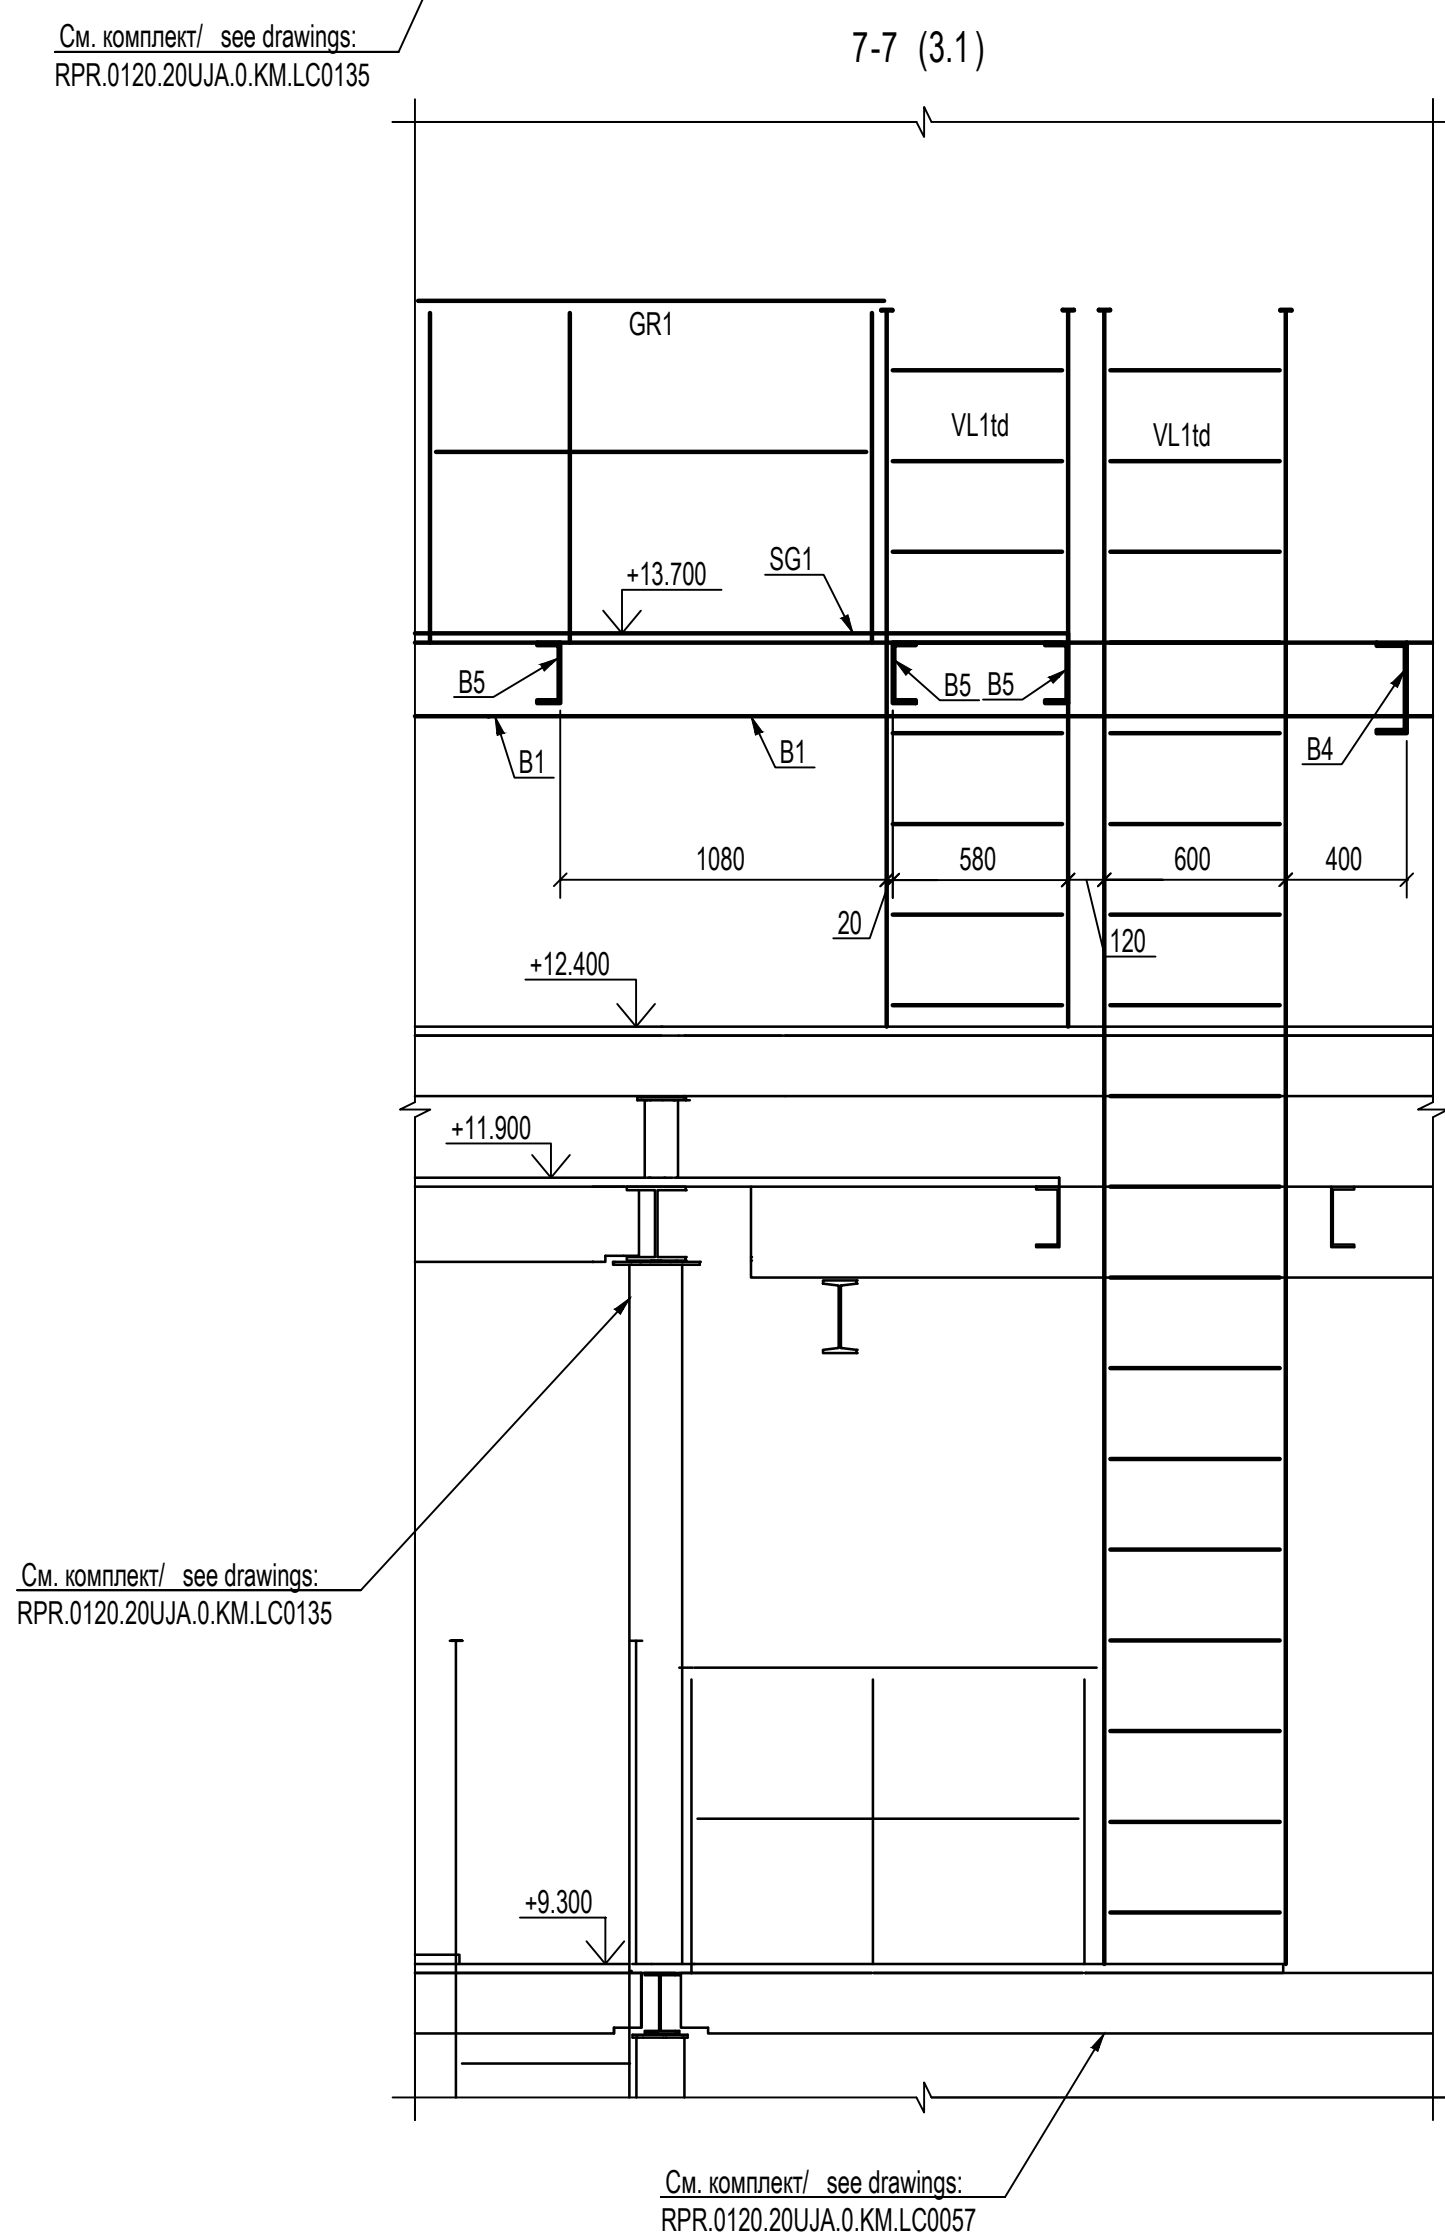 См. комплект/ see drawings:
RPR.0120.20UJA.0.KM.LC0135
7-7 (3.1)
GR1
VL1td
VL1td
SG1
+13.700
B5
B5
B5
B1
B1
B4
1080
580
600
400
20
120
+12.400
+11.900
См. комплект/ see drawings:
RPR.0120.20UJA.0.KM.LC0135
+9.300
См. комплект/ see drawings:
RPR.0120.20UJA.0.KM.LC0057